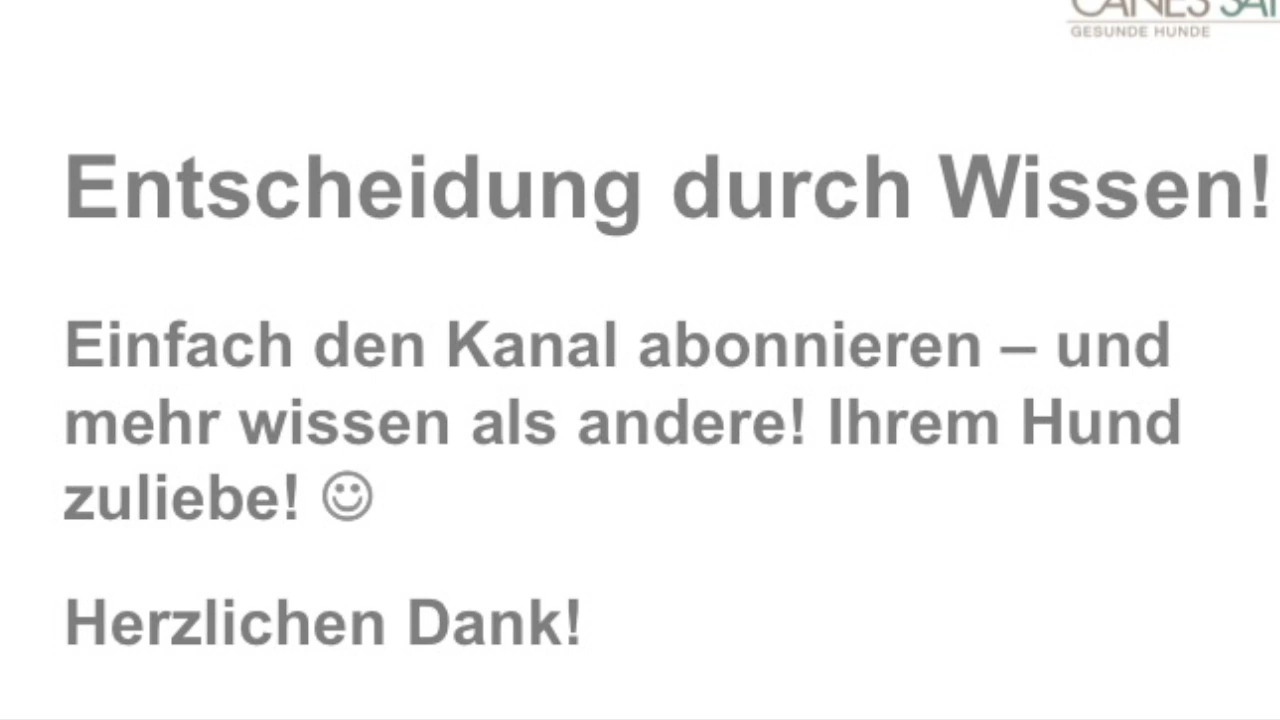 CANES
GESUNDE HUNDE
Entscheidung durch Wissen!
Einfach den Kanal abonnieren – und
mehr wissen als andere! Ihrem Hund
zuliebe! ☺
Herzlichen Dank!